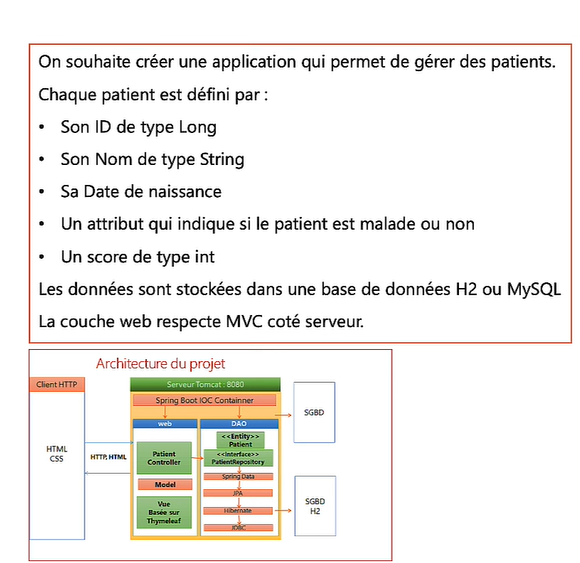 On souhaite créer une application qui permet de gérer des patients.
Chaque patient est défini par :
• Son ID de type Long
• Son Nom de type String
• Sa Date de naissance
• Un attribut qui indique si le patient est malade ou non
• Un score de type int
Les données sont stockées dans une base de données H2 ou MySQL
La couche web respecte MVC coté serveur.
Architecture du projet
Client HTTP
HTML
CSS
HTTP, HTML
Serveur Tomcat : 8080
Spring Boot IOC Containner
web
Patient
Controller
Model
Vue
Basée sur
Thymeleaf
DAO
<<Entity>>
Patient
<<Interface>>
PatientRepository
Spring Data
JPA
Hibernate
JDBC
SGBD
SGBD
H2